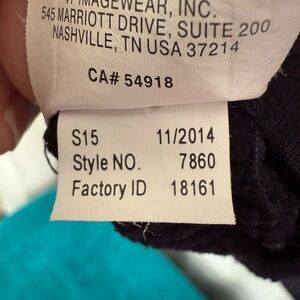 IMAGEWEAR, INC.
545 MARRIOTT DRIVE, SUITE 200
NASHVILLE, TN USA 37214
CA# 54918
S15 11/2014
Style NO. 7860
Factory ID 18161